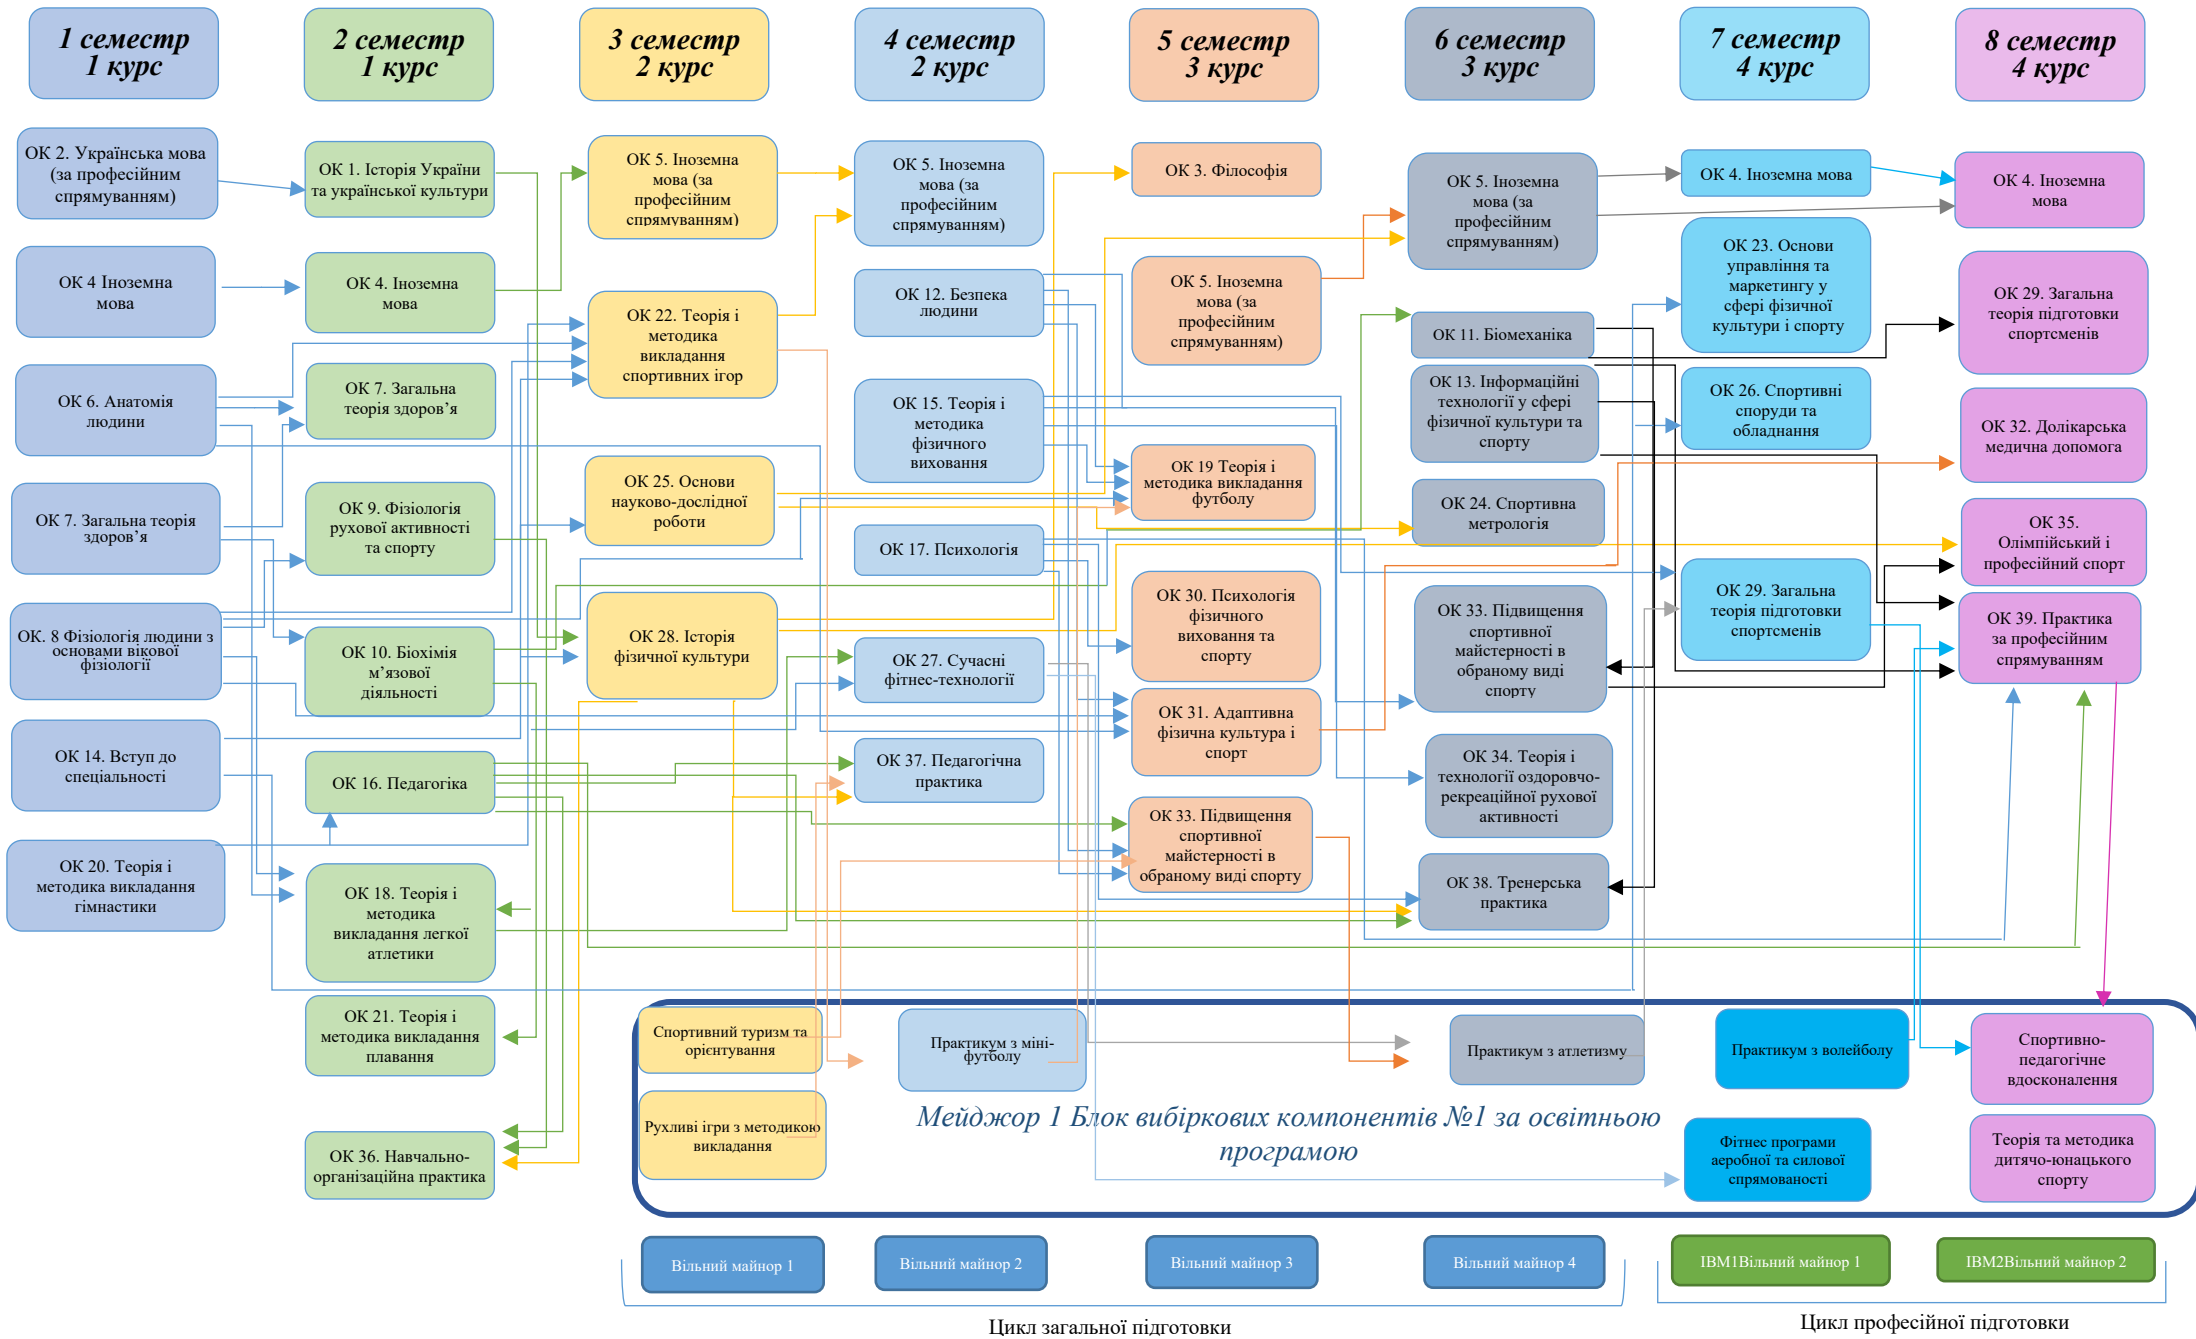 1 семестр
1 курс
2 семестр
1 курс
3 семестр
2 курс
4 семестр
2 курс
5 семестр
3 курс
6 семестр
3 курс
7 семестр
4 курс
8 семестр
4 курс
ОК 2. Українська мова
(за професійним
спрямуванням)
ОК 4 Іноземна
мова
ОК 6. Анатомія
людини
ОК 7. Загальна теорія
здоров’я
ОК. 8 Фізіологія людини з
основами вікової
фізіології
ОК 14. Вступ до
спеціальності
ОК 20. Теорія і
методика викладання
гімнастики
ОК 1. Історія України
та української культури
ОК 4. Іноземна
мова
ОК 7. Загальна
теорія здоров’я
ОК 9. Фізіологія
рухової активності
та спорту
ОК 10. Біохімія
м’язової
діяльності
ОК 16. Педагогіка
ОК 18. Теорія і
методика
викладання легкої
атлетики
ОК 21. Теорія і
методика викладання
плавання
ОК 36. Навчально-
організаційна практика
ОК 5. Іноземна
мова (за
професійним
спрямуванням)
ОК 22. Теорія і
методика
викладання
спортивних ігор
ОК 25. Основи
науково-дослідної
роботи
ОК 28. Історія
фізичної культури
ОК 5. Іноземна
мова (за
професійним
спрямуванням)
ОК 12. Безпека
людини
ОК 15. Теорія і
методика
фізичного
виховання
ОК 17. Психологія
ОК 27. Сучасні
фітнес-технології
ОК 37. Педагогічна
практика
ОК 3. Філософія
ОК 5. Іноземна
мова (за
професійним
спрямуванням)
ОК 19 Теорія і
методика викладання
футболу
ОК 30. Психологія
фізичного
виховання та
спорту
ОК 31. Адаптивна
фізична культура і
спорт
ОК 33. Підвищення
спортивної
майстерності в
обраному виді спорту
ОК 5. Іноземна
мова (за
професійним
спрямуванням)
ОК 11. Біомеханіка
ОК 13. Інформаційні
технології у сфері
фізичної культури та
спорту
ОК 24. Спортивна
метрологія
ОК 33. Підвищення
спортивної
майстерності в
обраному виді
спорту
ОК 34. Теорія і
технології оздоровчо-
рекреаційної рухової
активності
ОК 38. Тренерська
практика
ОК 4. Іноземна мова
ОК 23. Основи
управління та
маркетингу у
сфері фізичної
культури і спорту
ОК 26. Спортивні
споруди та
обладнання
ОК 29. Загальна
теорія підготовки
спортсменів
ОК 4. Іноземна
мова
ОК 29. Загальна
теорія підготовки
спортсменів
ОК 32. Долікарська
медична допомога
ОК 35.
Олімпійський і
професійний спорт
ОК 39. Практика
за професійним
спрямуванням
Спортивний туризм та
орієнтування
Рухливі ігри з методикою
викладання
Практикум з міні-
футболу
Практикум з атлетизму
Практикум з волейболу
Фітнес програми
аеробної та силової
спрямованості
Спортивно-
педагогічне
вдосконалення
Теорія та методика
дитячо-юнацького
спорту
Мейджор 1 Блок вибіркових компонентів №1 за освітньою
програмою
Вільний майнор 1
Вільний майнор 2
Вільний майнор 3
Вільний майнор 4
ІВМ1Вільний майнор 1
ІВМ2Вільний майнор 2
Цикл загальної підготовки
Цикл професійної підготовки